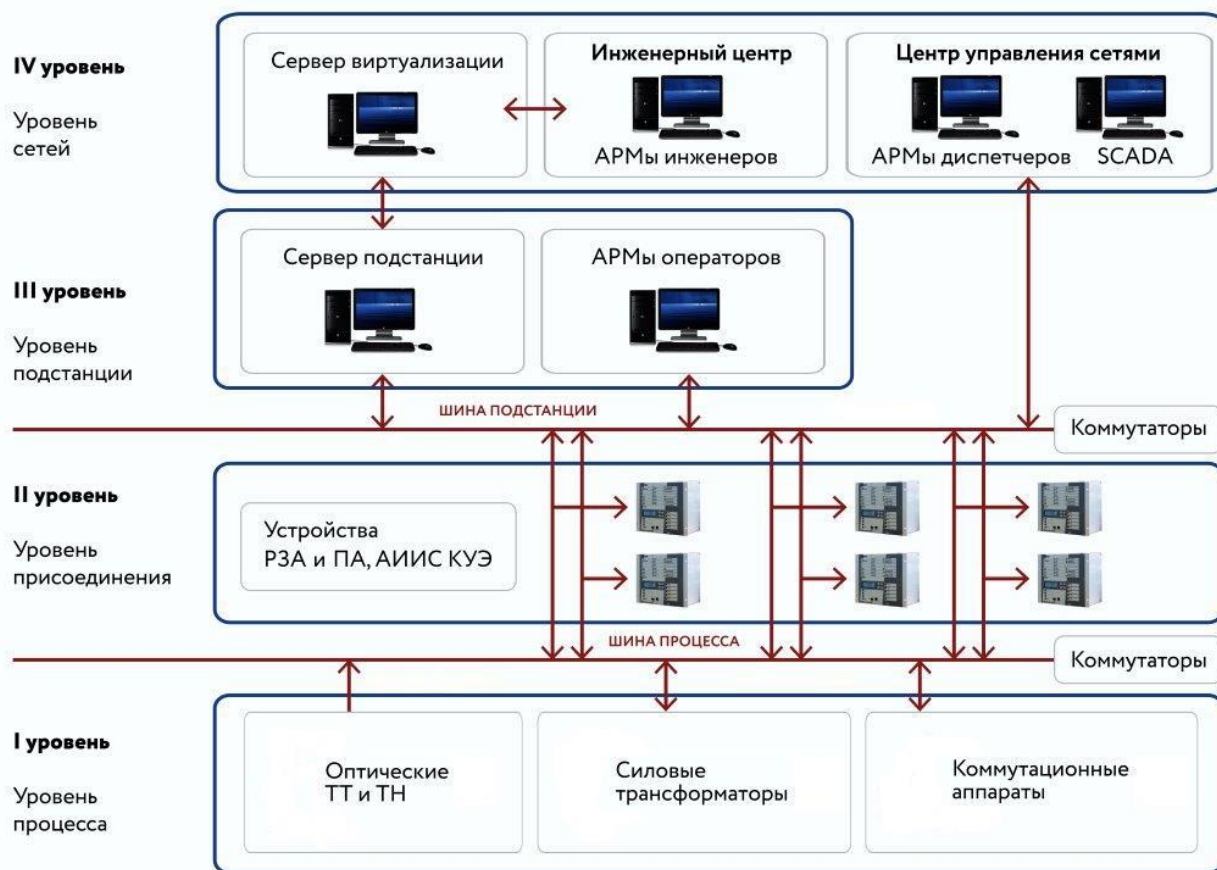 IV уровень
Уровень
сетей
Сервер виртуализации
Инженерный центр
АРМы инженеров
Центр управления сетями
АРМы диспетчеров
SCADA
III уровень
Уровень
подстанции
Сервер подстанции
АРМы операторов
ШИНА ПОДСТАНЦИИ
Коммутаторы
II уровень
Уровень
присоединения
Устройства
РЗА и ПА, АИИС КУЭ
ШИНА ПРОЦЕССА
Коммутаторы
I уровень
Уровень
процесса
Оптические
ТТ и ТН
Силовые
трансформаторы
Коммутационные
аппараты